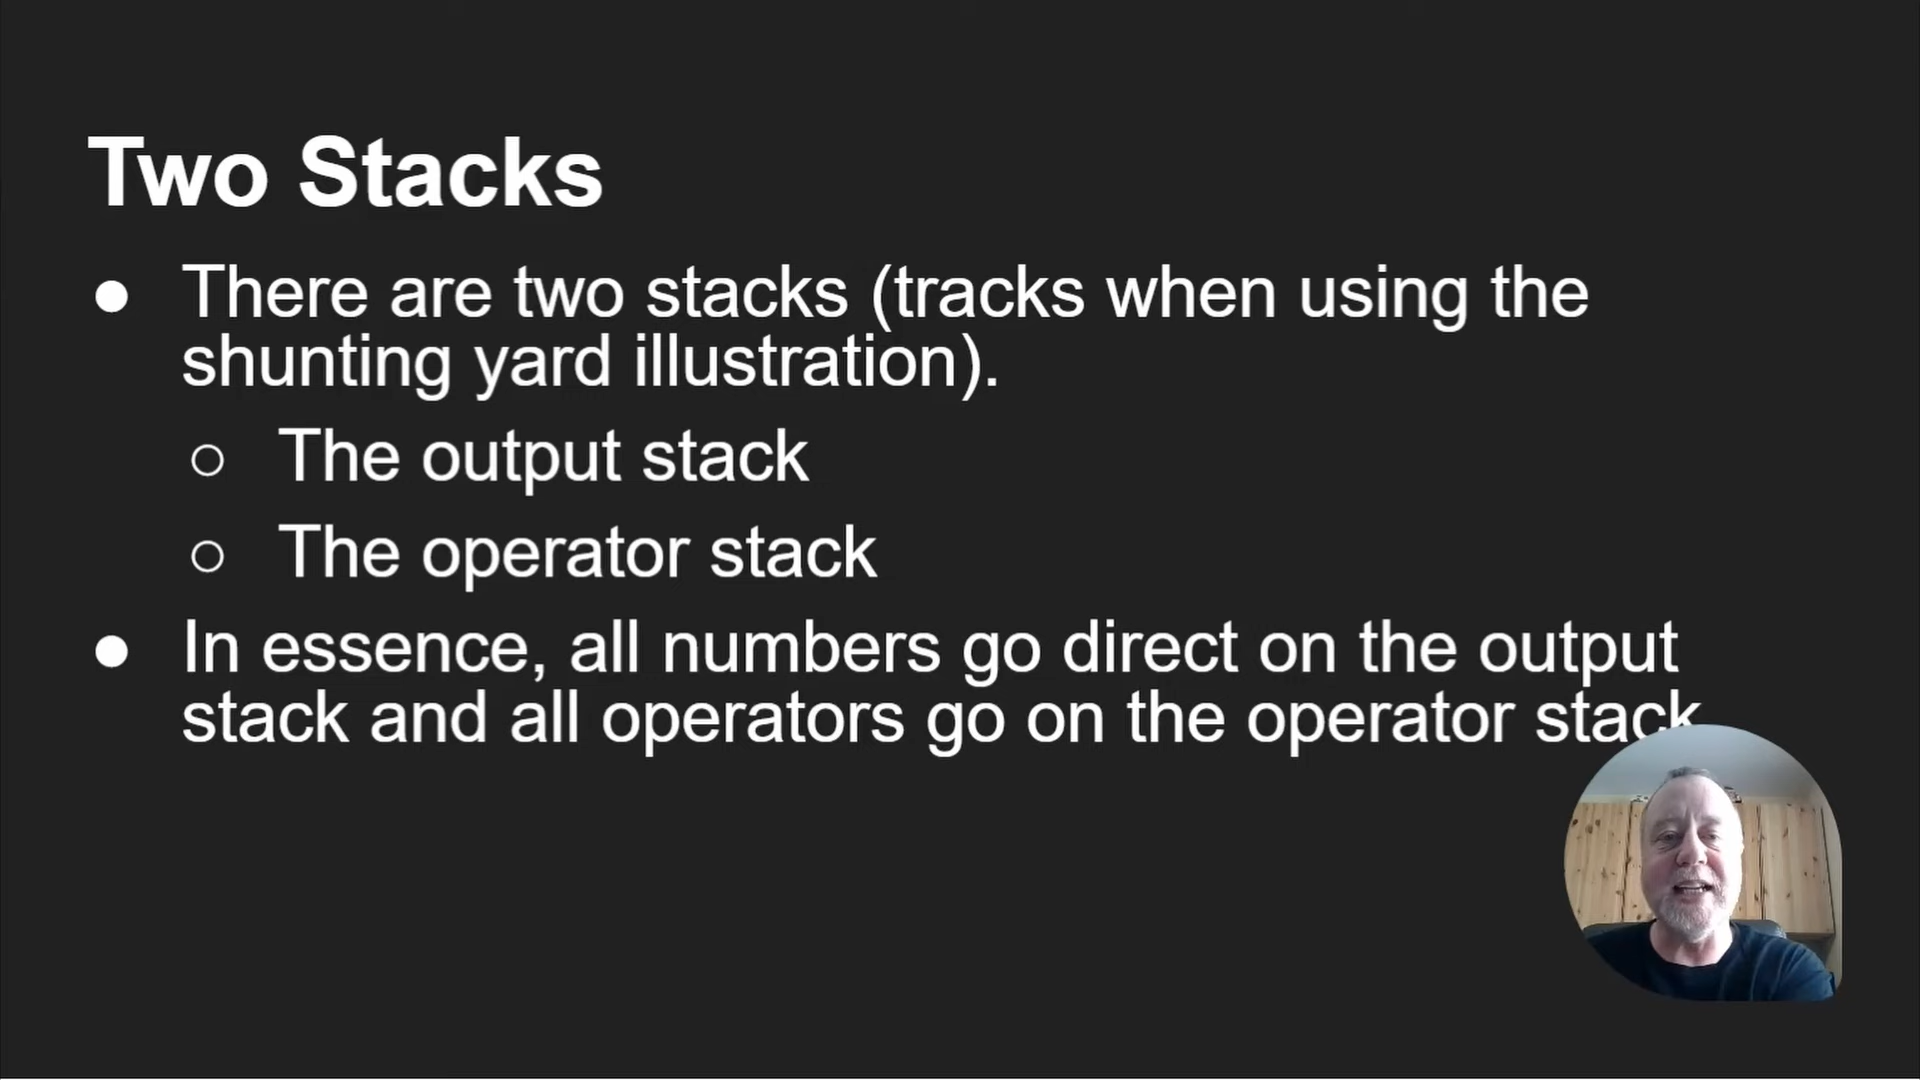 Two Stacks
● There are two stacks (tracks when using the
shunting yard illustration).
○ The output stack
○ The operator stack
● In essence, all numbers go direct on the output
stack and all operators go on the operator stack